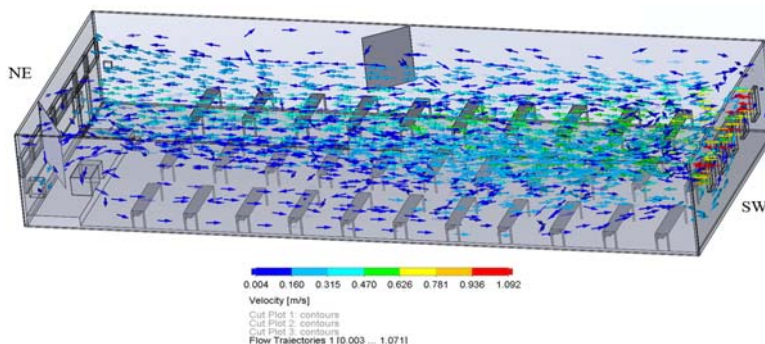 NE
SW
0.004 0.160 0.315 0.470 0.626 0.781 0.936 1.092
Velocity [m/s]
Cut Plot 1: contours
Cut Plot 2: contours
Cut Plot 3: contours
Flow Trajectories 1 [0.003 ... 1.071]